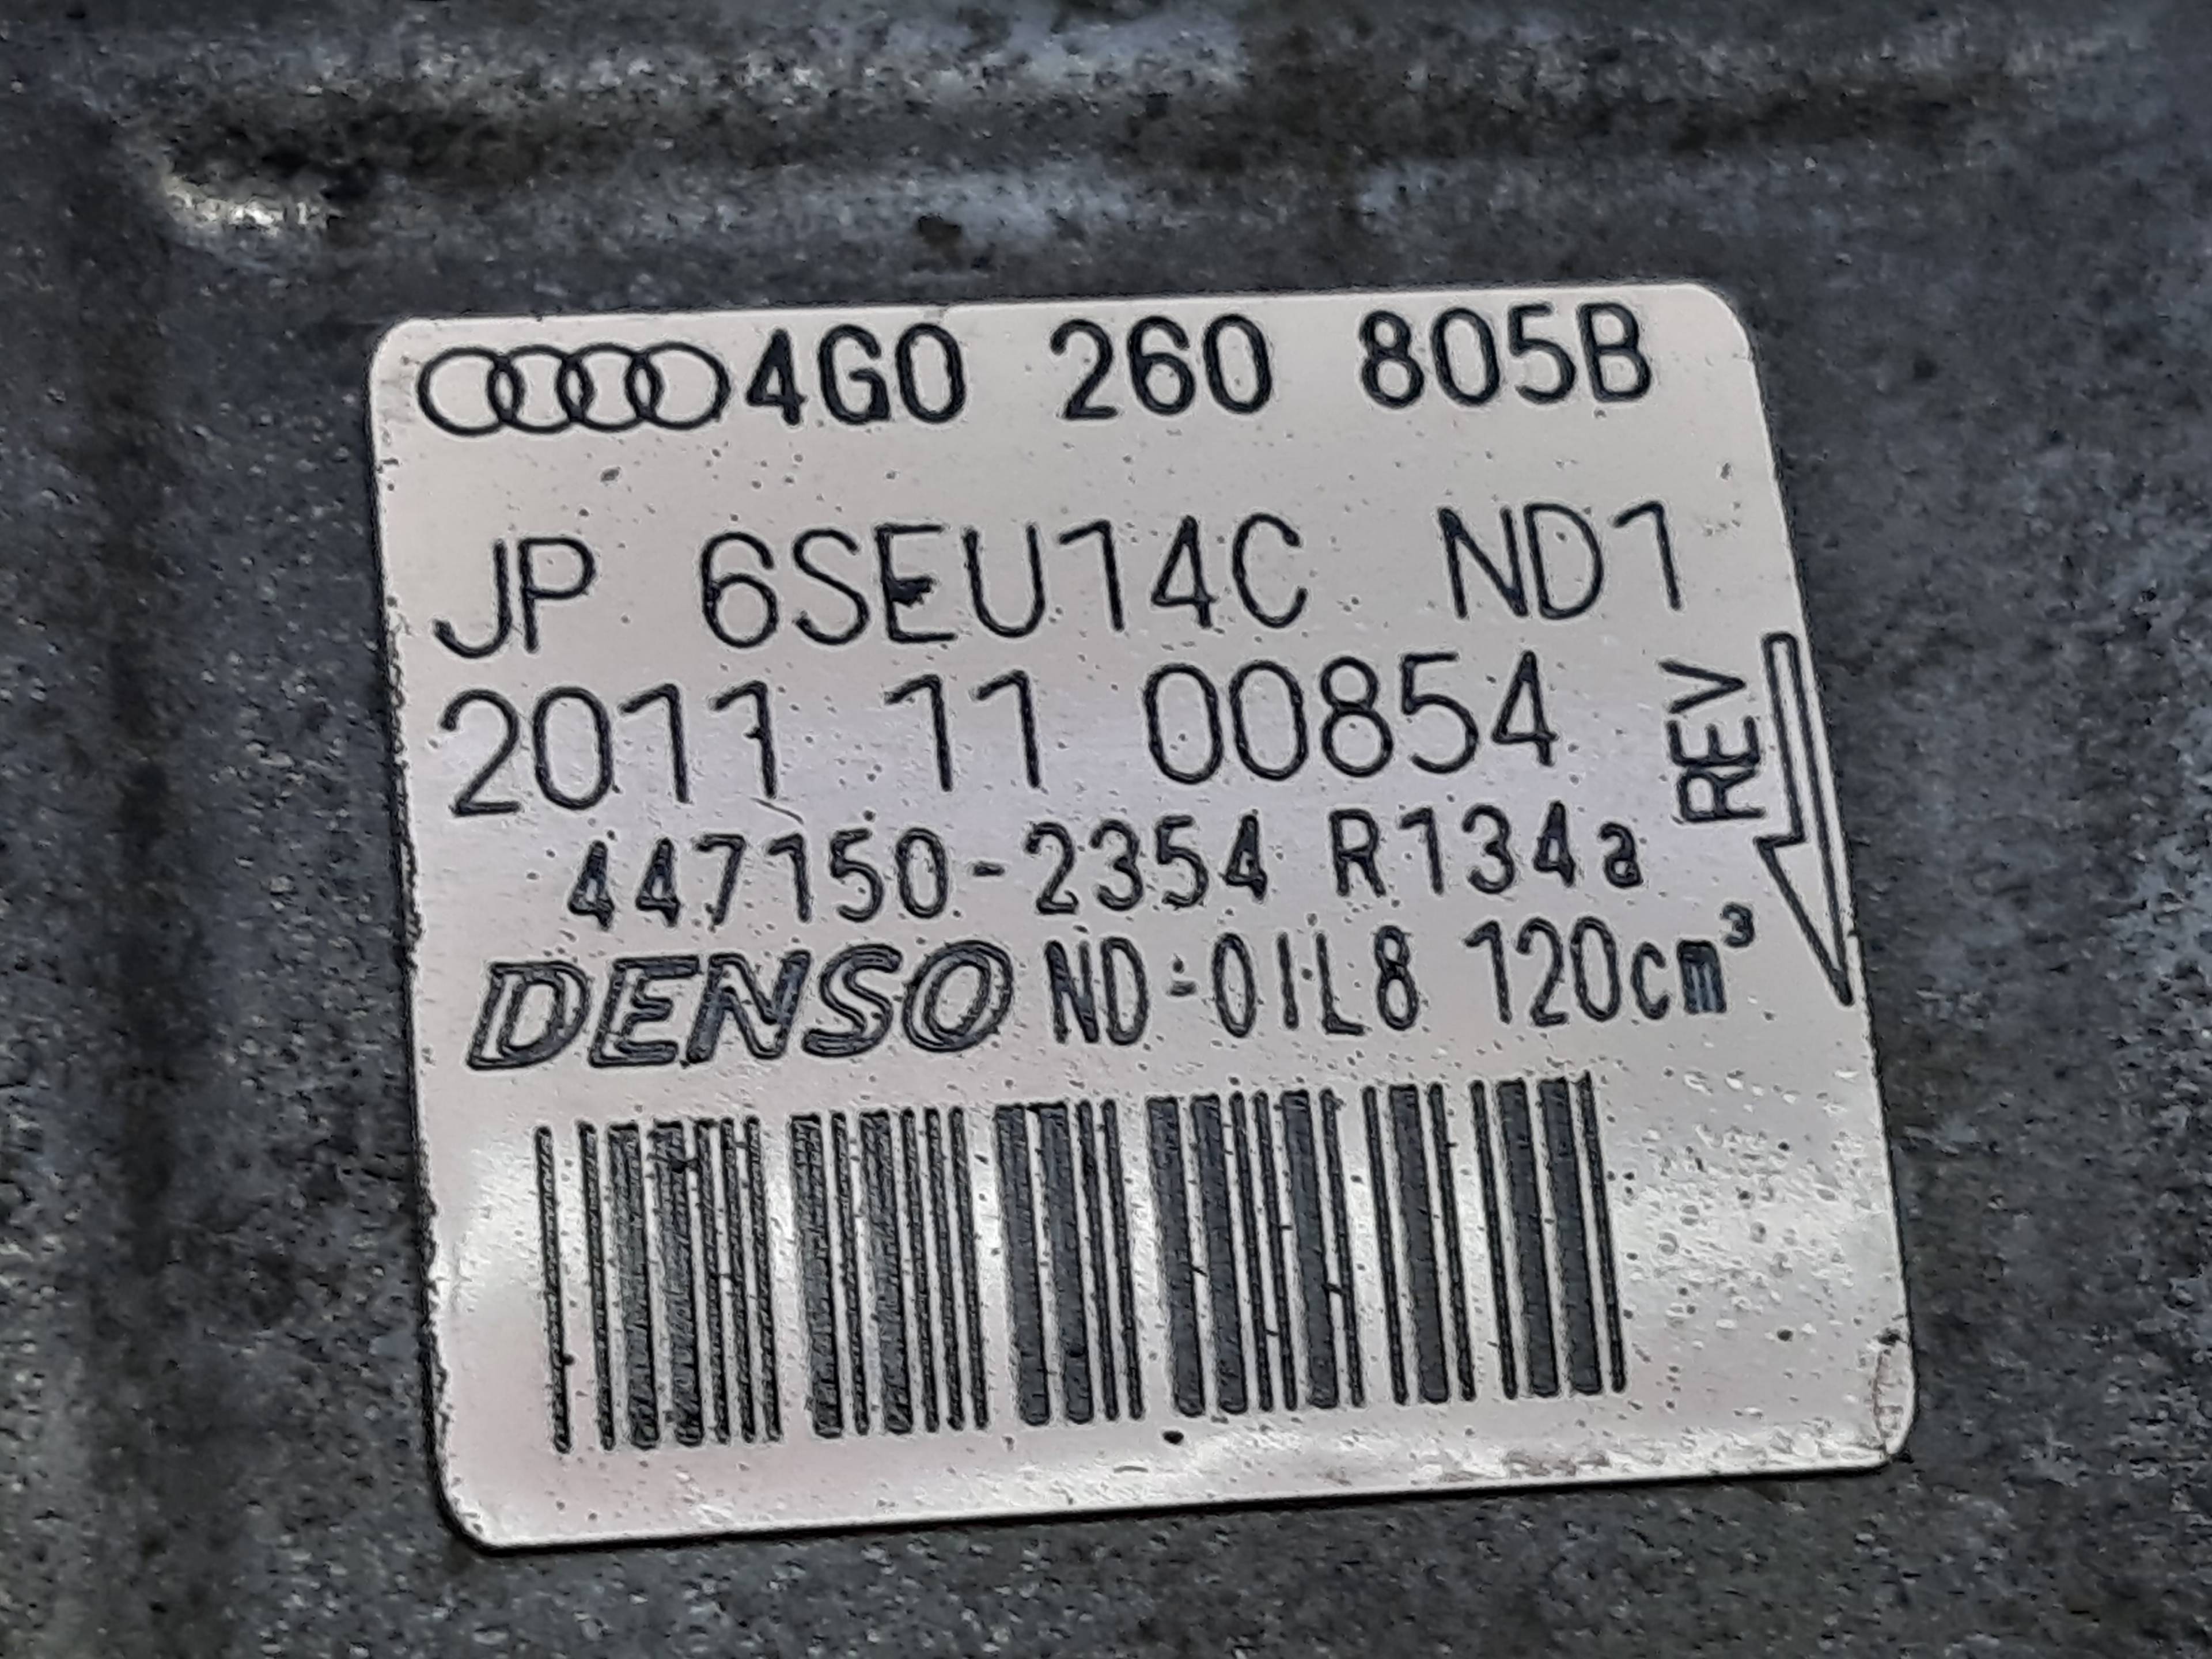 4G0 260 805B
JP 6SEU14C ND1
2011 11 00854
REV
447150-2354 R134a
DENSO ND-OIL8 120cm³